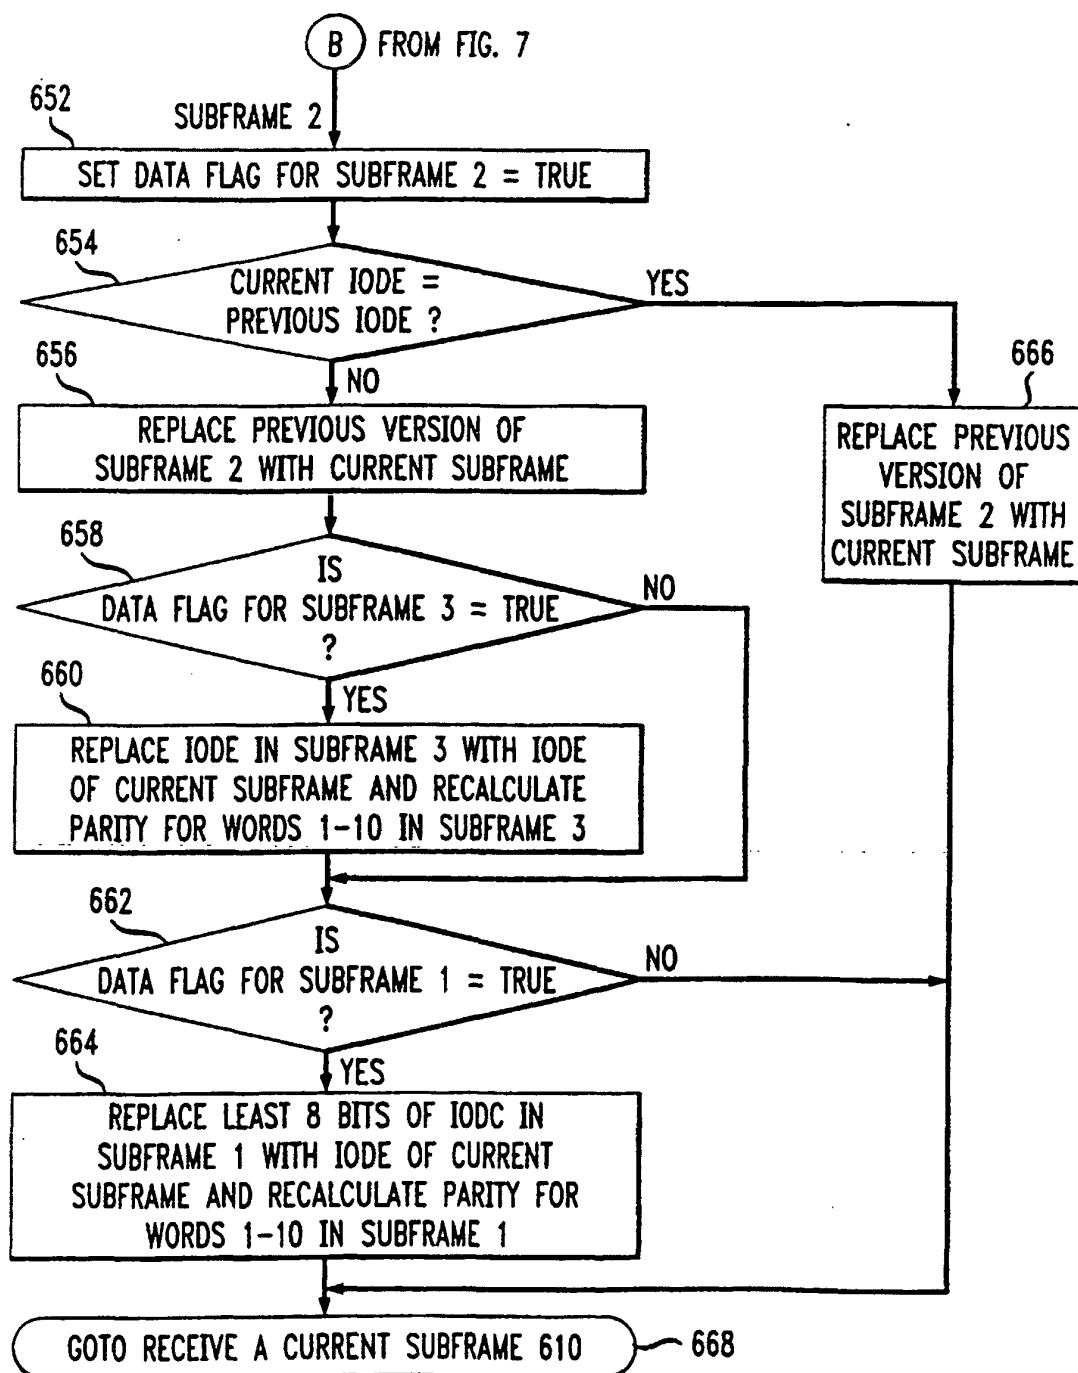 B FROM FIG. 7
652
SUBFRAME 2
SET DATA FLAG FOR SUBFRAME 2 = TRUE
654
CURRENT IODE =
PREVIOUS IODE ?
YES
656
NO
666
REPLACE PREVIOUS VERSION OF
SUBFRAME 2 WITH CURRENT SUBFRAME
REPLACE PREVIOUS
VERSION OF
SUBFRAME 2 WITH
CURRENT SUBFRAME
658
IS
DATA FLAG FOR SUBFRAME 3 = TRUE
?
NO
660
YES
REPLACE IODE IN SUBFRAME 3 WITH IODE
OF CURRENT SUBFRAME AND RECALCULATE
PARITY FOR WORDS 1-10 IN SUBFRAME 3
662
IS
DATA FLAG FOR SUBFRAME 1 = TRUE
?
NO
664
YES
REPLACE LEAST 8 BITS OF IODC IN
SUBFRAME 1 WITH IODE OF CURRENT
SUBFRAME AND RECALCULATE PARITY FOR
WORDS 1-10 IN SUBFRAME 1
GOTO RECEIVE A CURRENT SUBFRAME 610
668